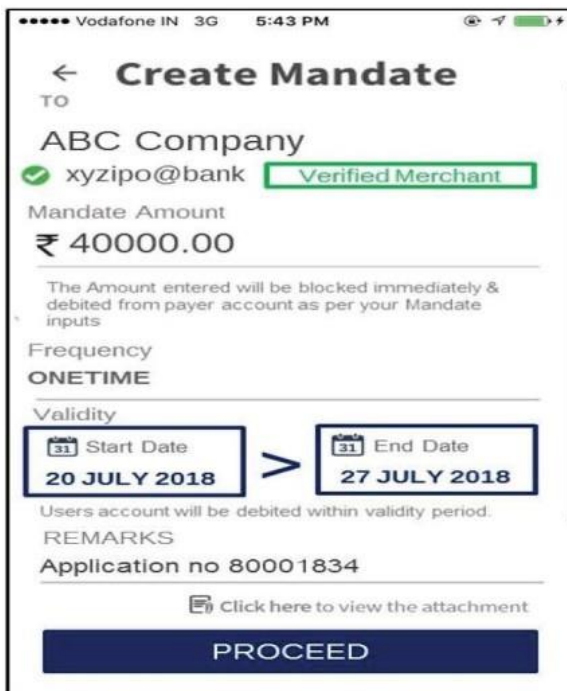 Vodafone IN 3G 5:43 PM
← Create Mandate
TO
ABC Company
xyzipo@bank Verified Merchant
Mandate Amount
₹ 40000.00
The Amount entered will be blocked immediately &
debited from payer account as per your Mandate
inputs
Frequency
ONETIME
Validity
31 Start Date > 31 End Date
20 JULY 2018 27 JULY 2018
Users account will be debited within validity period.
REMARKS
Application no 80001834
Click here to view the attachment
PROCEED